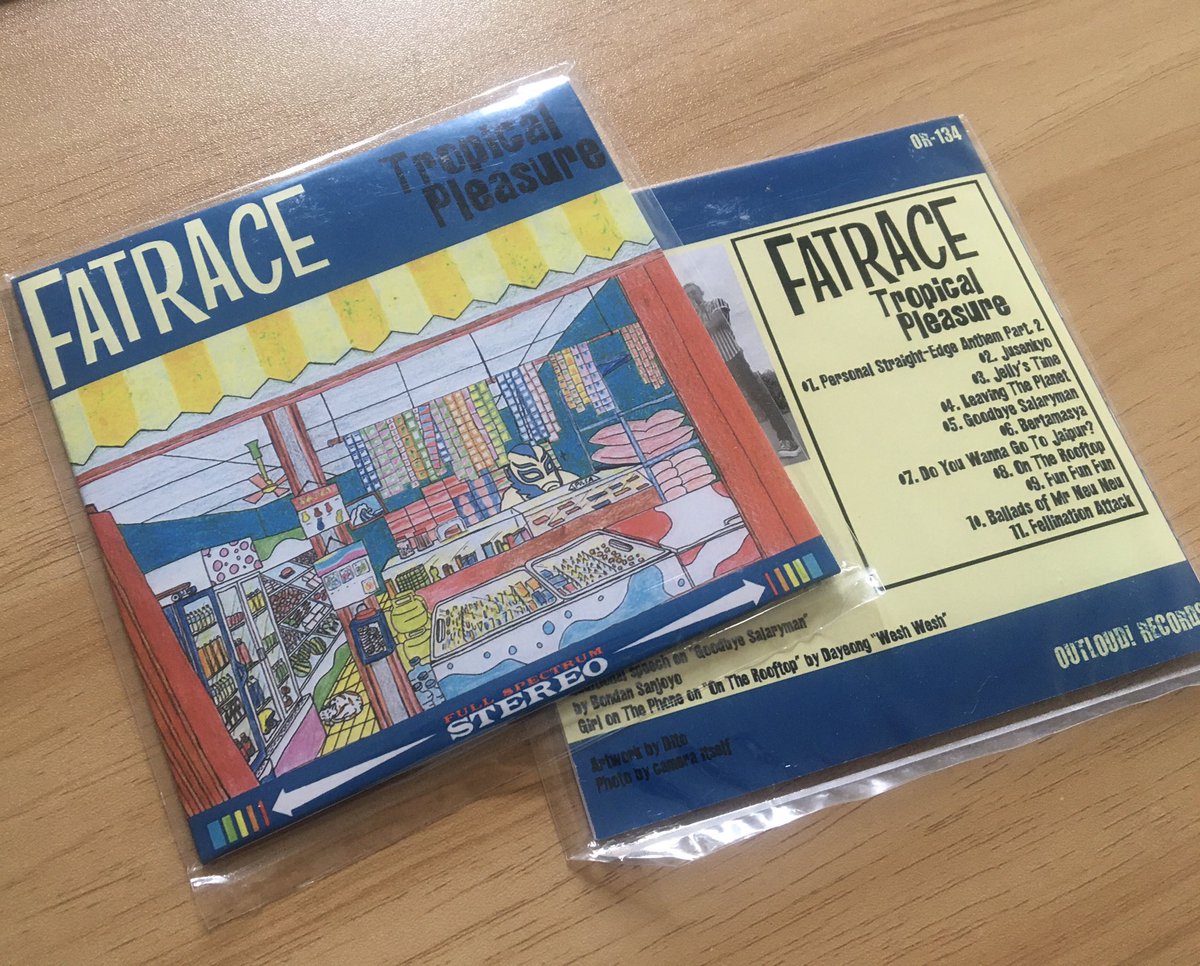 FATRACE
Tropical
Pleasure
FULL SPECTRUM
STEREO
OR-134
FATRACE
Tropical
Pleasure
#1. Personal Straight-Edge Anthem Part. 2
#2. Jusenkyo
#3. Jelly's Time
#4. Leaving The Planet
#5. Goodbye Salaryman
#6. Bertamasya
#7. Do You Wanna Go To Jaipur?
#8. On The Rooftop
#9. Fun Fun Fun
10. Ballads of Mr Neu Neu
11. Fellination Attack
speech on "Goodbye Salaryman"
by Bondan Sanjoyo
Girl on The Phone on "On The Rooftop" by Dayeong "Wesh Wesh"
Artwork by Dito
Photo by camera itself
OUTLOUD! RECORD